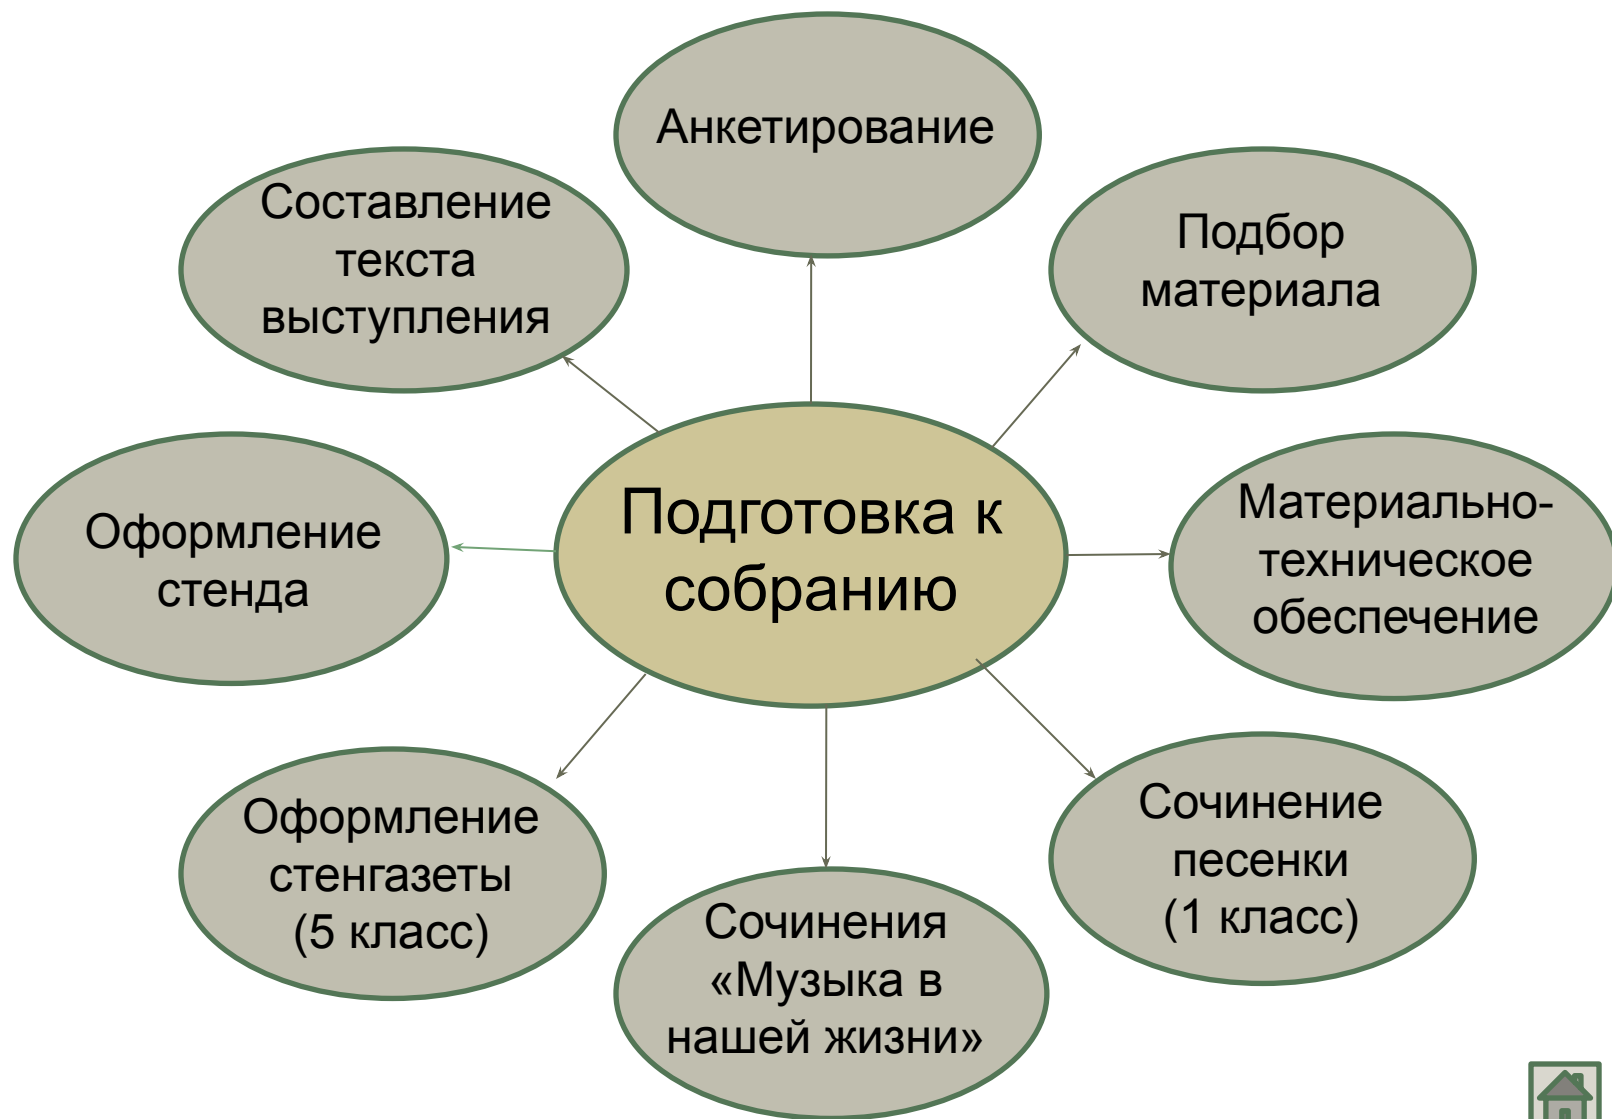 Анкетирование
Составление
текста
выступления
Подбор
материала
Подготовка к
собранию
Оформление
стенда
Материально-
техническое
обеспечение
Оформление
стенгазеты
(5 класс)
Сочинения
«Музыка в
нашей жизни»
Сочинение
песенки
(1 класс)